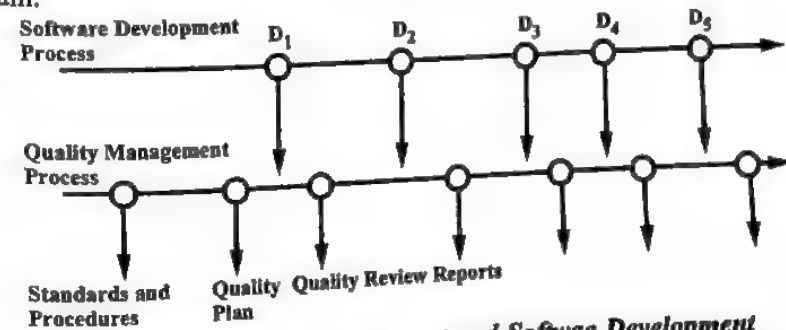 Software Development
Process
D1
D2
D3
D4
D5
Quality Management
Process
Standards and
Procedures
Quality
Plan
Quality Review Reports
Software Development